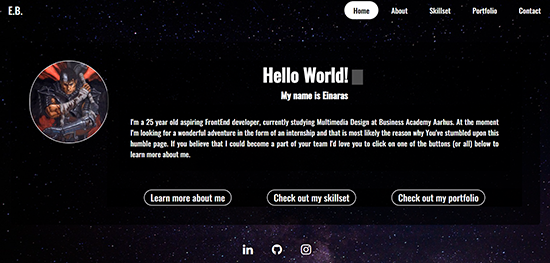 E.B.
Home About Skillset Portfolio Contact
Hello World!
My name is Einaras
I'm a 25 year old aspiring FrontEnd developer, currently studying Multimedia Design at Business Academy Aarhus. At the moment
I'm looking for a wonderful adventure in the form of an internship and that is most likely the reason why You've stumbled upon this
humble page. If you believe that I could become a part of your team I'd love you to click on one of the buttons (or all) below to
learn more about me.
Learn more about me Check out my skillset Check out my portfolio
in